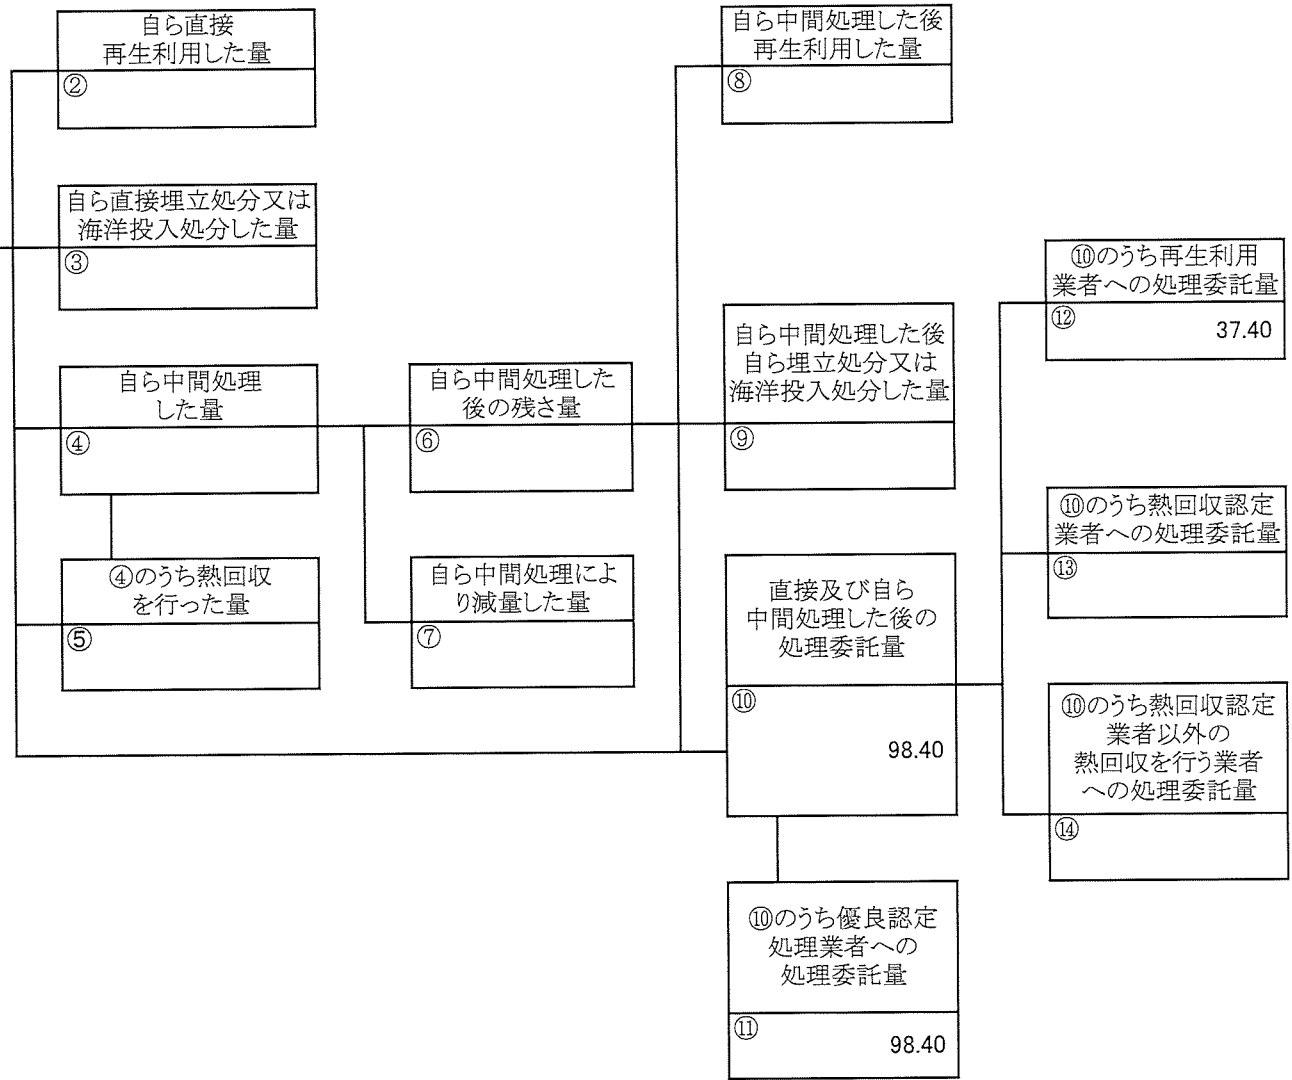 自ら直接
再生利用した量
②
自ら直接埋立処分又は
海洋投入処分した量
③
自ら中間処理
した量
④
④のうち熱回収
を行った量
⑤
自ら中間処理した
後の残さ量
⑥
自ら中間処理によ
り減量した量
⑦
自ら中間処理した後
再生利用した量
⑧
自ら中間処理した後
自ら埋立処分又は
海洋投入処分した量
⑨
直接及び自ら
中間処理した後の
処理委託量
⑩
98.40
⑩のうち優良認定
処理業者への
処理委託量
⑪
98.40
⑩のうち再生利用
業者への処理委託量
⑫
37.40
⑩のうち熱回収認定
業者への処理委託量
⑬
⑩のうち熱回収認定
業者以外の
熱回収を行う業者
への処理委託量
⑭